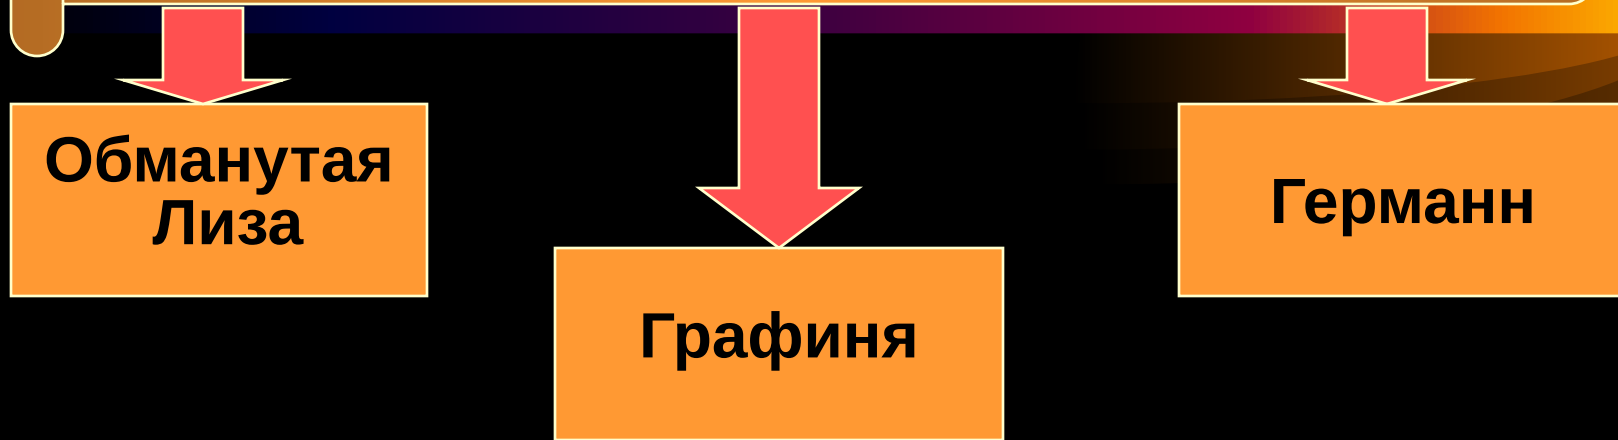 Обманутая
Лиза
Графиня
Германн